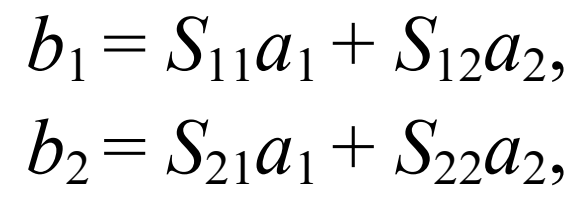 b₁ = S₁₁a₁ + S₁₂a₂,
b₂ = S₂₁a₁ + S₂₂a₂,